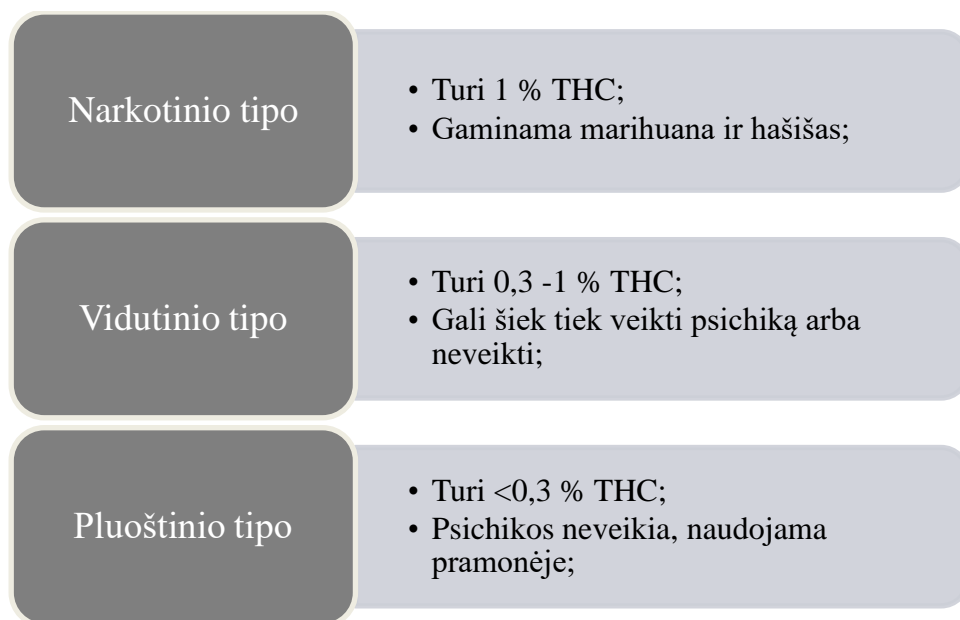 Narkotinio tipo
• Turi 1 % THC;
• Gaminama marihuana ir hašišas;
Vidutinio tipo
• Turi 0,3 -1 % THC;
• Gali šiek tiek veikti psichiką arba
neveikti;
Pluoštinio tipo
• Turi <0,3 % THC;
• Psichikos neveikia, naudojama
pramonėje;